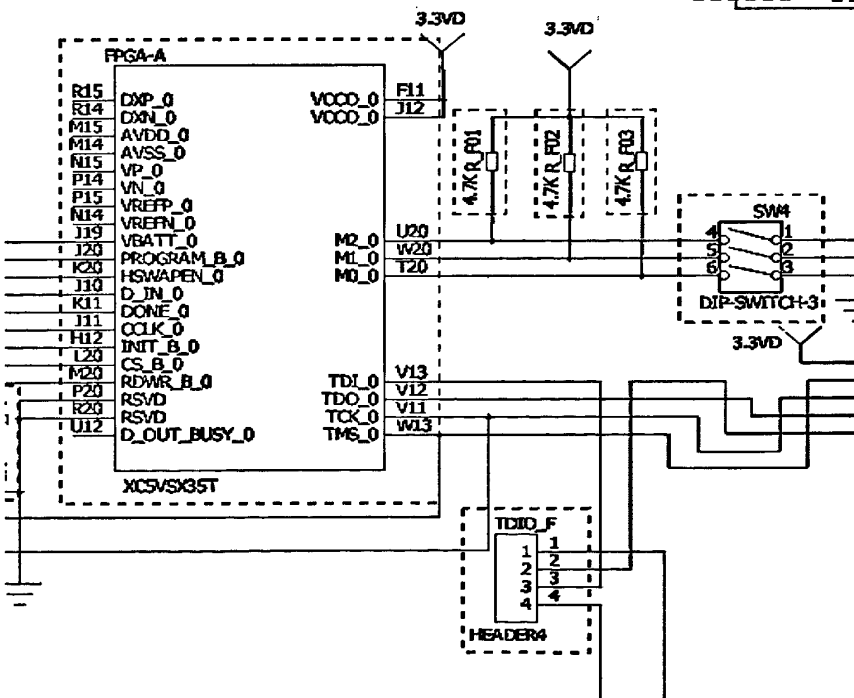 3.3VD
3.3VD
FPGA-A
R15 DXP_0
R14 DXN_0
M15 AVDD_0
M14 AVSS_0
N15 VP_0
P14 VN_0
P15 VREFP_0
N14 VREFN_0
J19 VBATT_0
J20 PROGRAM_B_0
K20 HSWAPEN_0
J10 D_IN_0
K11 DONE_0
J11 CCLK_0
H12 INIT_B_0
L20 CS_B_0
M20 RDWR_B_0
P20 RSVD
R20 RSVD
U12 D_OUT_BUSY_0
VCCO_0 F11
VCCO_0 J12
M2_0 U20
M1_0 W20
M0_0 T20
TDI_0 V13
TDO_0 V12
TCK_0 V11
TMS_0 W13
XC5VSX35T
4.7K R_F01
4.7K R_F02
4.7K R_F03
SW4
4 1
5 2
6 3
DIP-SWITCH-3
3.3VD
TDIO_F
1 1
2 2
3 3
4 4
HEADER4